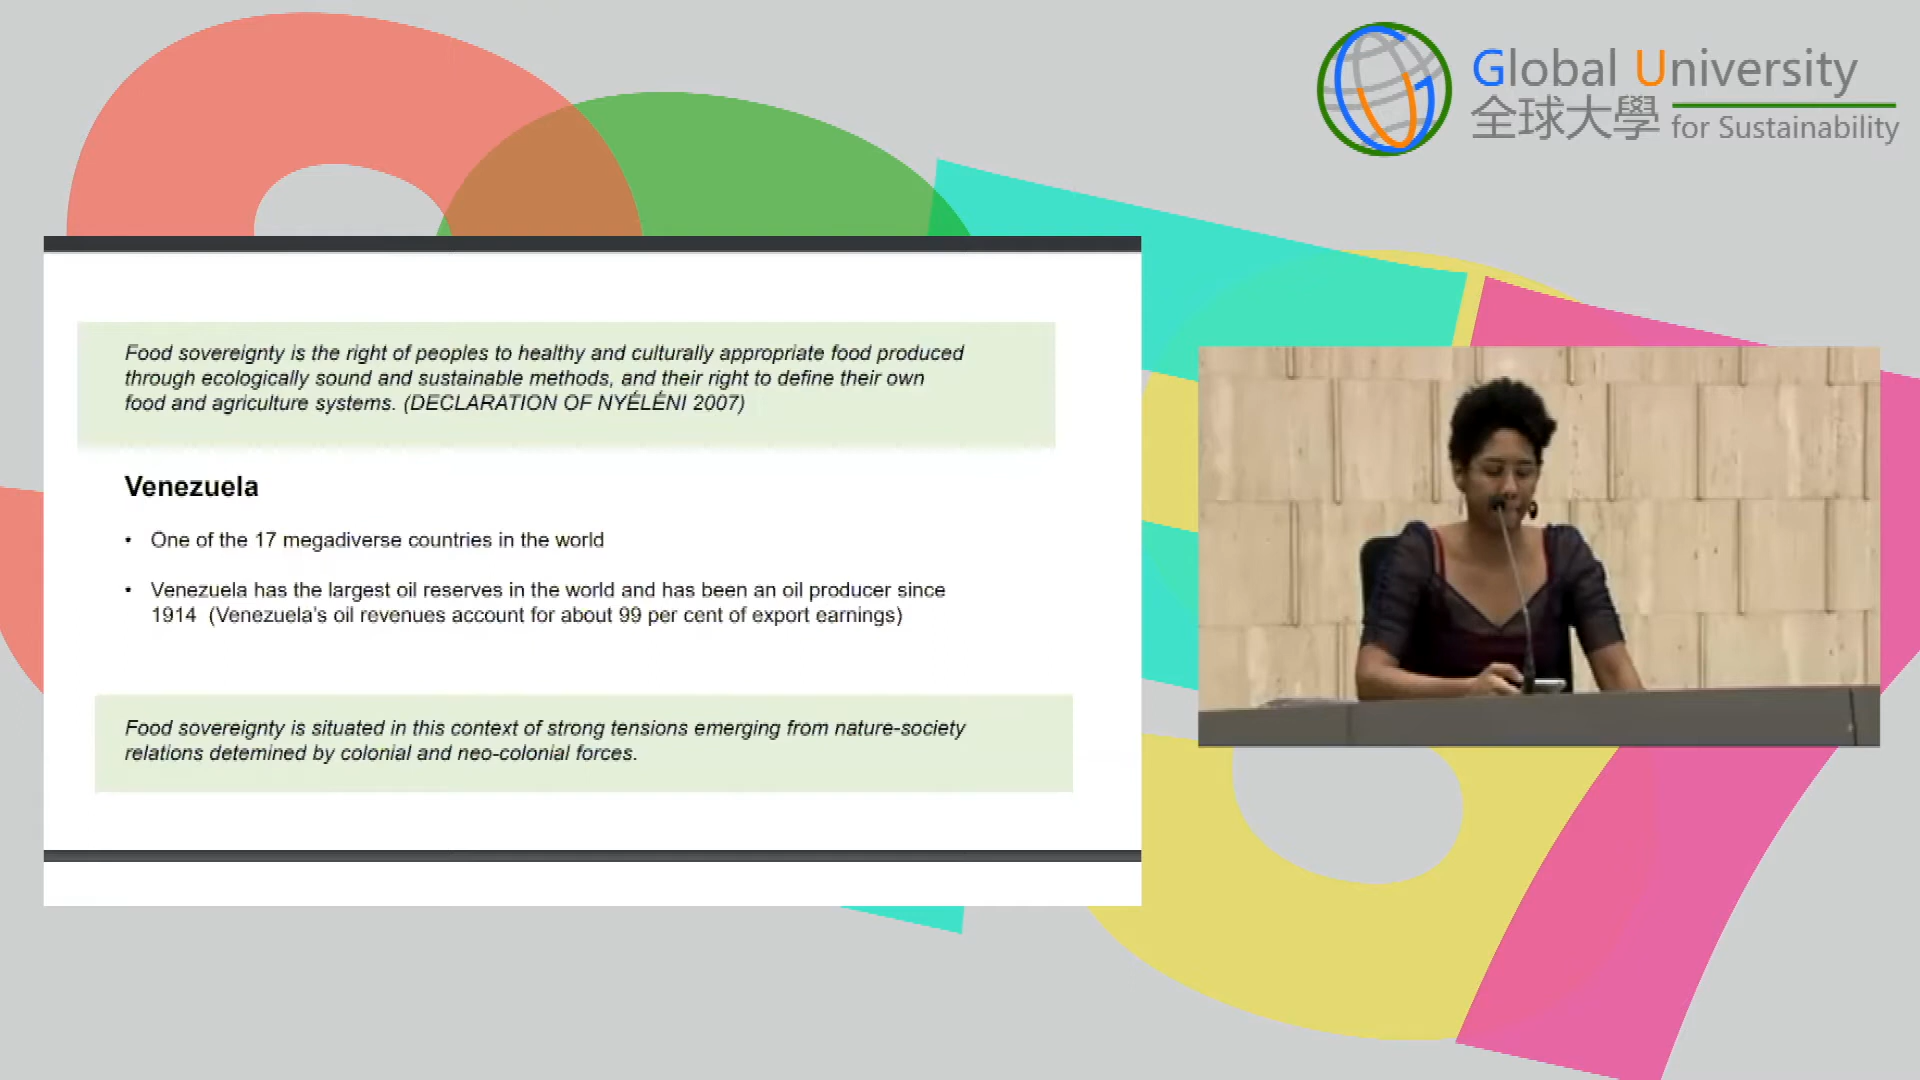 Global University
全球大學 for Sustainability
Food sovereignty is the right of peoples to healthy and culturally appropriate food produced
through ecologically sound and sustainable methods, and their right to define their own
food and agriculture systems. (DECLARATION OF NYÉLÉNI 2007)
Venezuela
• One of the 17 megadiverse countries in the world
• Venezuela has the largest oil reserves in the world and has been an oil producer since
1914 (Venezuela's oil revenues account for about 99 per cent of export earnings)
Food sovereignty is situated in this context of strong tensions emerging from nature-society
relations detemined by colonial and neo-colonial forces.